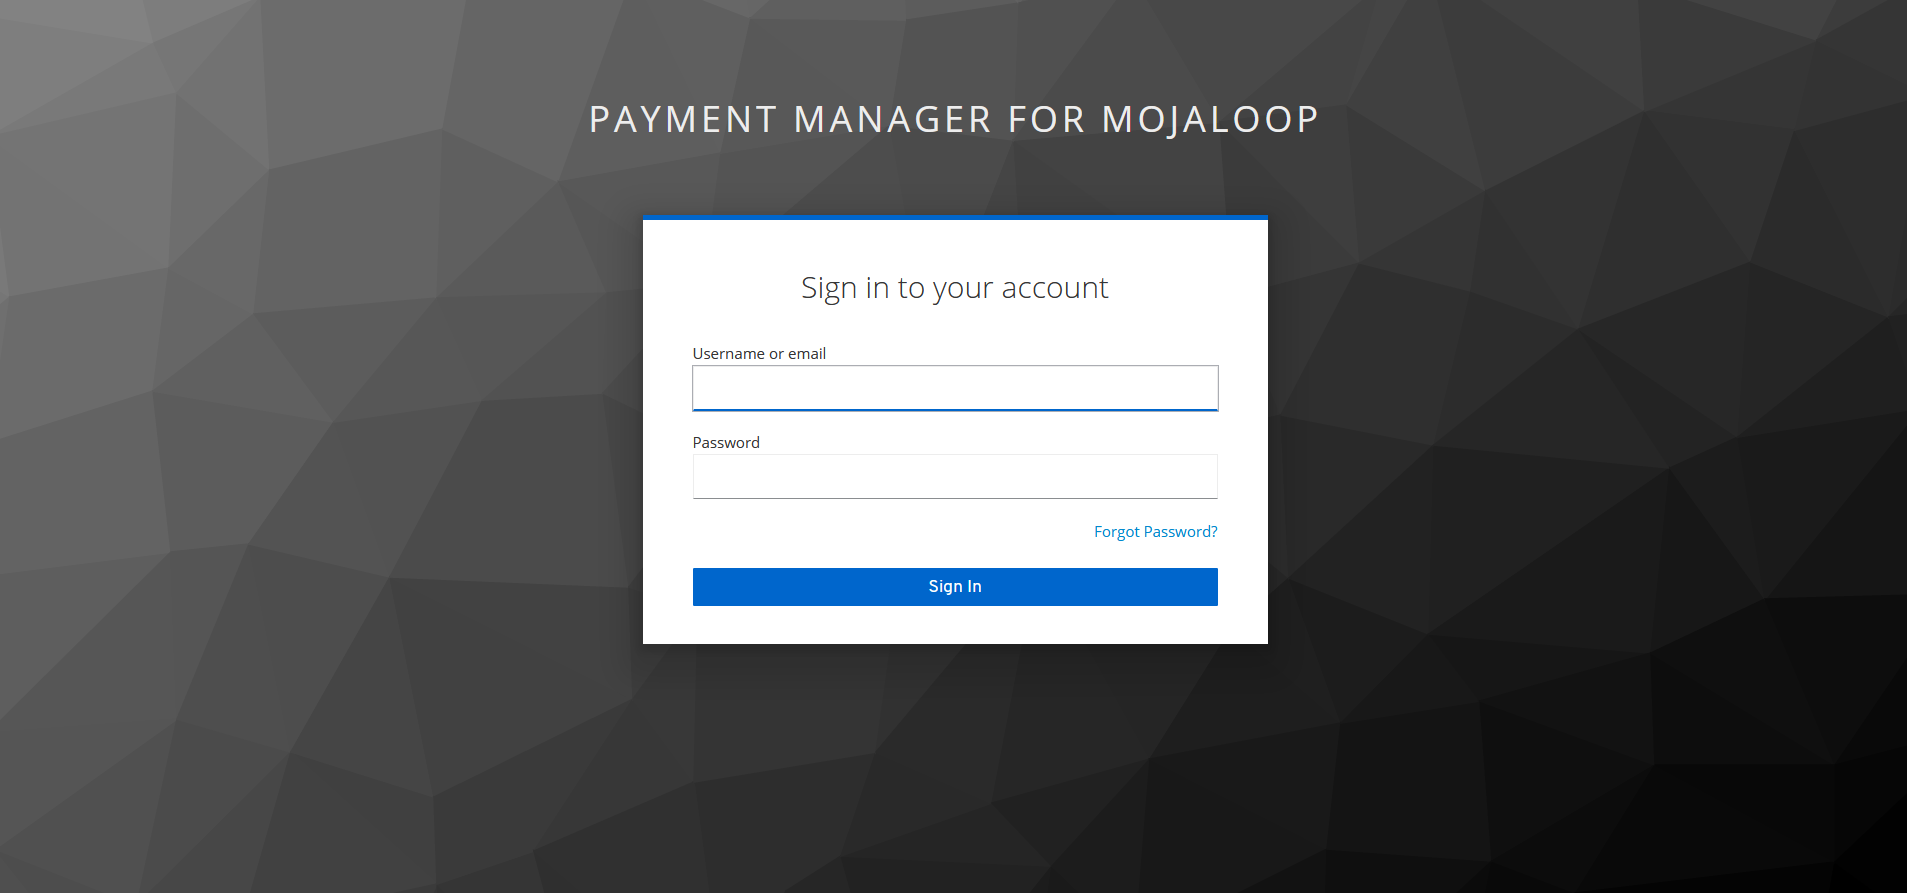 PAYMENT MANAGER FOR MOJALOOP
Sign in to your account
Username or email
Password
Forgot Password?
Sign In